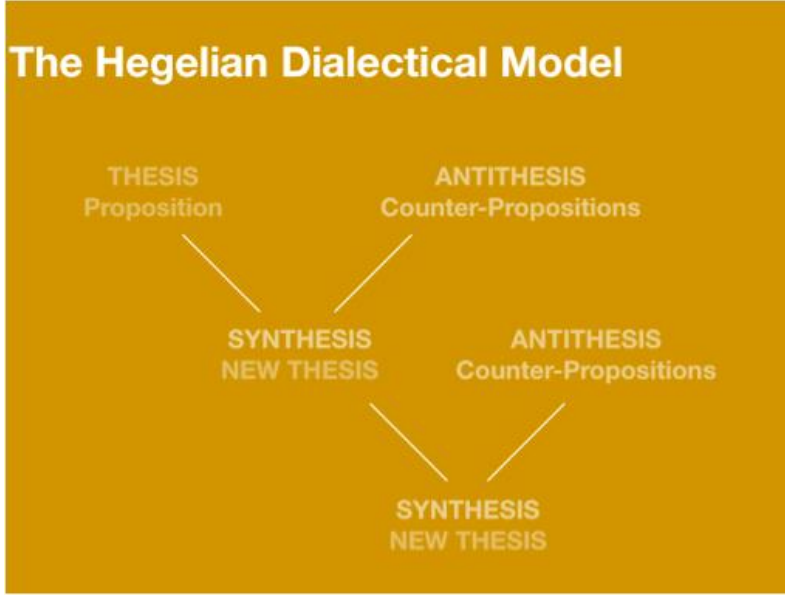 The Hegelian Dialectical Model
THESIS
Proposition
ANTITHESIS
Counter-Propositions
SYNTHESIS
NEW THESIS
ANTITHESIS
Counter-Propositions
SYNTHESIS
NEW THESIS